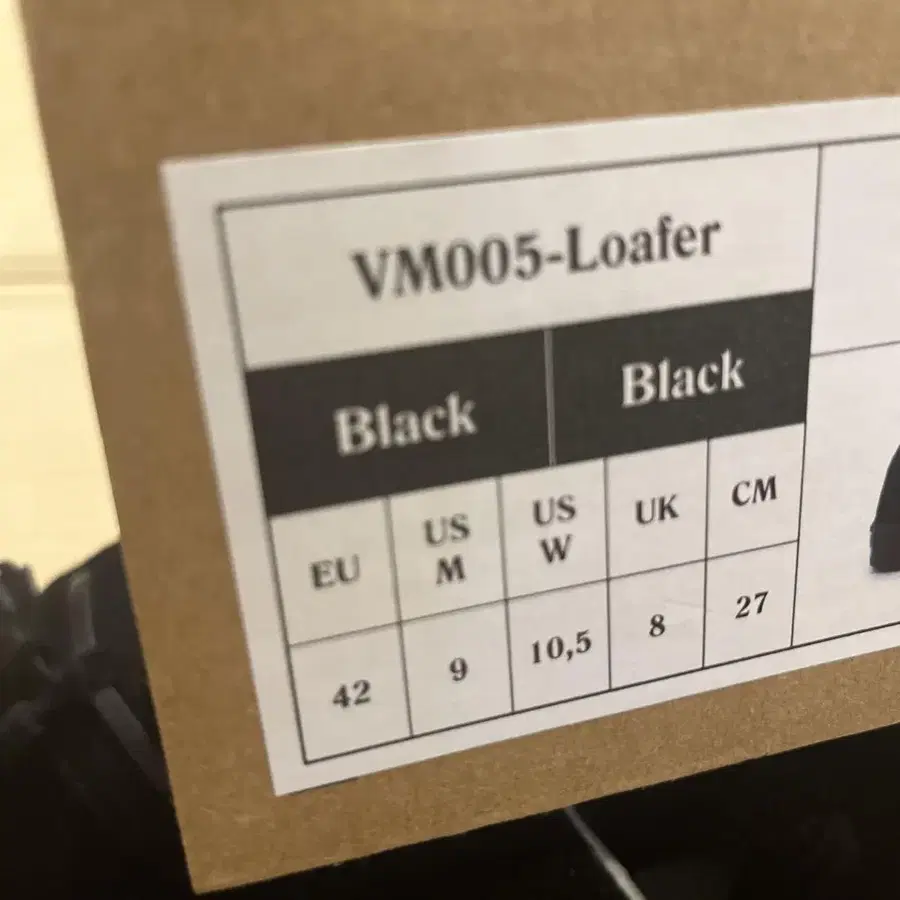 VM005-Loafer
Black Black
EU US M US W UK CM
42 9 10,5 8 27